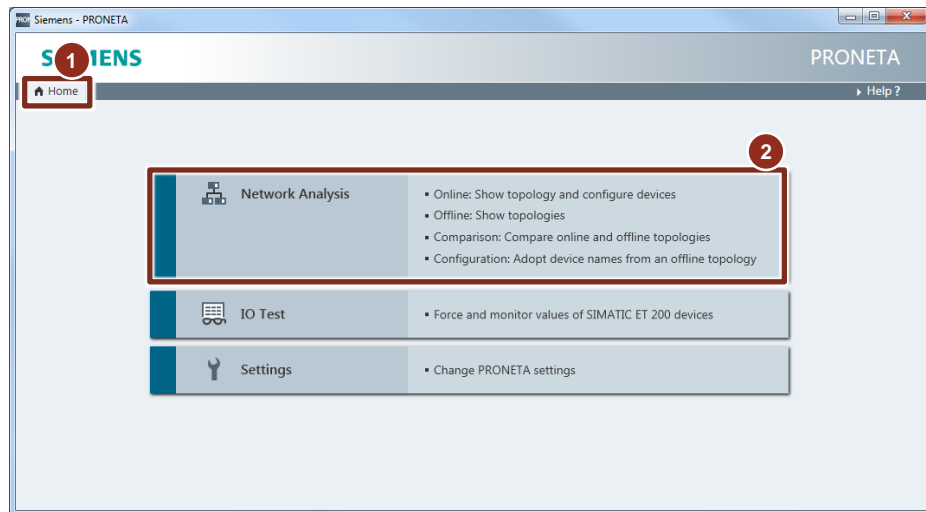 Siemens - PRONETA
S IENS
1
PRONETA
Home
Help ?
2
Network Analysis
▪ Online: Show topology and configure devices
▪ Offline: Show topologies
▪ Comparison: Compare online and offline topologies
▪ Configuration: Adopt device names from an offline topology
IO Test
▪ Force and monitor values of SIMATIC ET 200 devices
Settings
▪ Change PRONETA settings